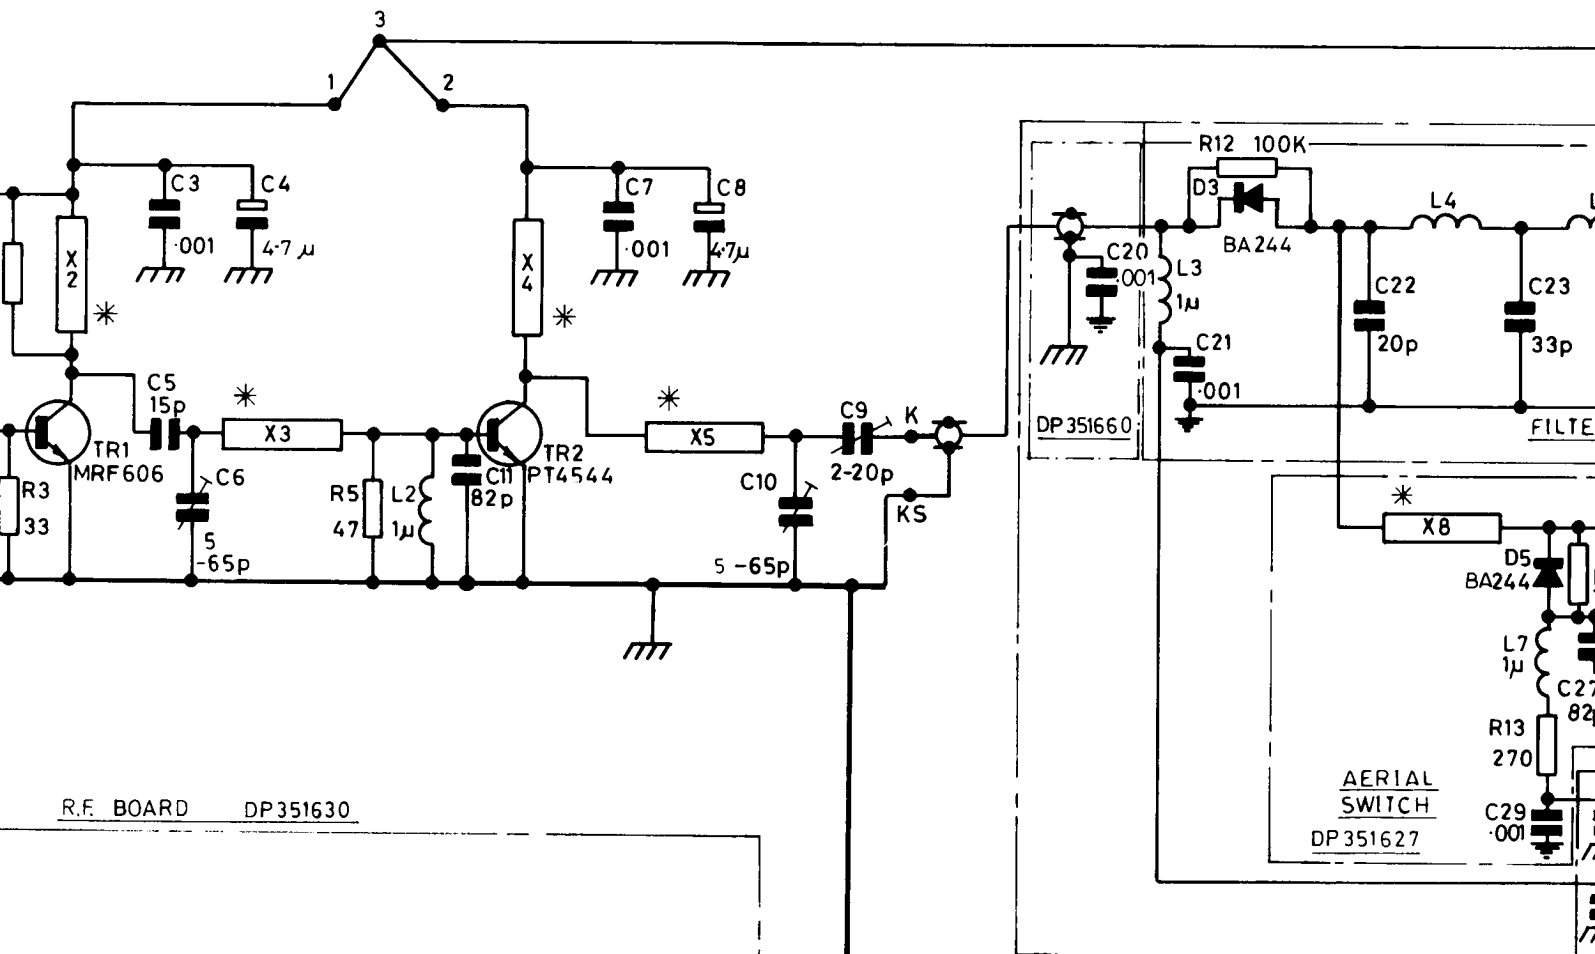 3
1
2
C3
·001
C4
4·7 µ
X2
C7
·001
C8
4·7µ
X4
R12 100K
D3
BA244
L4
C20
·001
L3
1µ
C21
·001
C22
20p
C23
33p
DP351660
FILTE
C5
15p
X3
TR1
MRF606
R3
33
C6
5
-65p
R5
47
L2
1µ
C11
82p
TR2
PT4544
X5
C9
2-20p
K
KS
C10
5 -65p
X8
D5
BA244
L7
1µ
C27
82p
R13
270
C29
·001
AERIAL
SWITCH
DP351627
R.F. BOARD DP351630